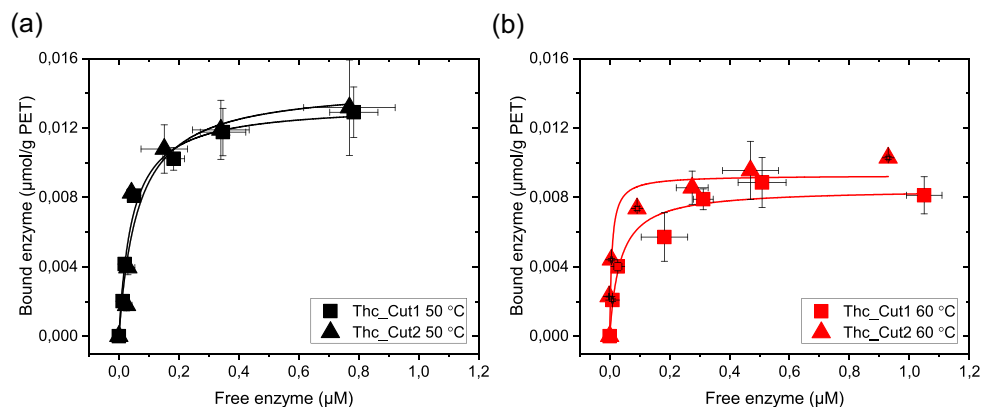 (a)
0,016
0,012
0,008
0,004
0,000
Bound enzyme (μmol/g PET)
Thc_Cut1 50 °C
Thc_Cut2 50 °C
0,0 0,2 0,4 0,6 0,8 1,0 1,2
Free enzyme (μM)
(b)
0,016
0,012
0,008
0,004
0,000
Bound enzyme (μmol/g PET)
Thc_Cut1 60 °C
Thc_Cut2 60 °C
0,0 0,2 0,4 0,6 0,8 1,0 1,2
Free enzyme (μM)